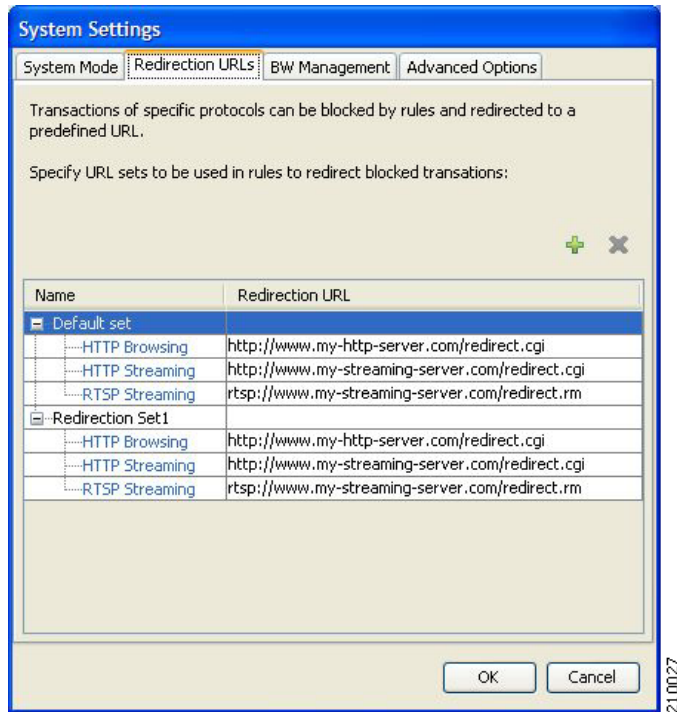 System Settings
System Mode Redirection URLs BW Management Advanced Options
Transactions of specific protocols can be blocked by rules and redirected to a
predefined URL.
Specify URL sets to be used in rules to redirect blocked transations:
Name Redirection URL
Default set
HTTP Browsing http://www.my-http-server.com/redirect.cgi
HTTP Streaming http://www.my-streaming-server.com/redirect.cgi
RTSP Streaming rtsp://www.my-streaming-server.com/redirect.rm
Redirection Set1
HTTP Browsing http://www.my-http-server.com/redirect.cgi
HTTP Streaming http://www.my-streaming-server.com/redirect.cgi
RTSP Streaming rtsp://www.my-streaming-server.com/redirect.rm
OK Cancel
210027